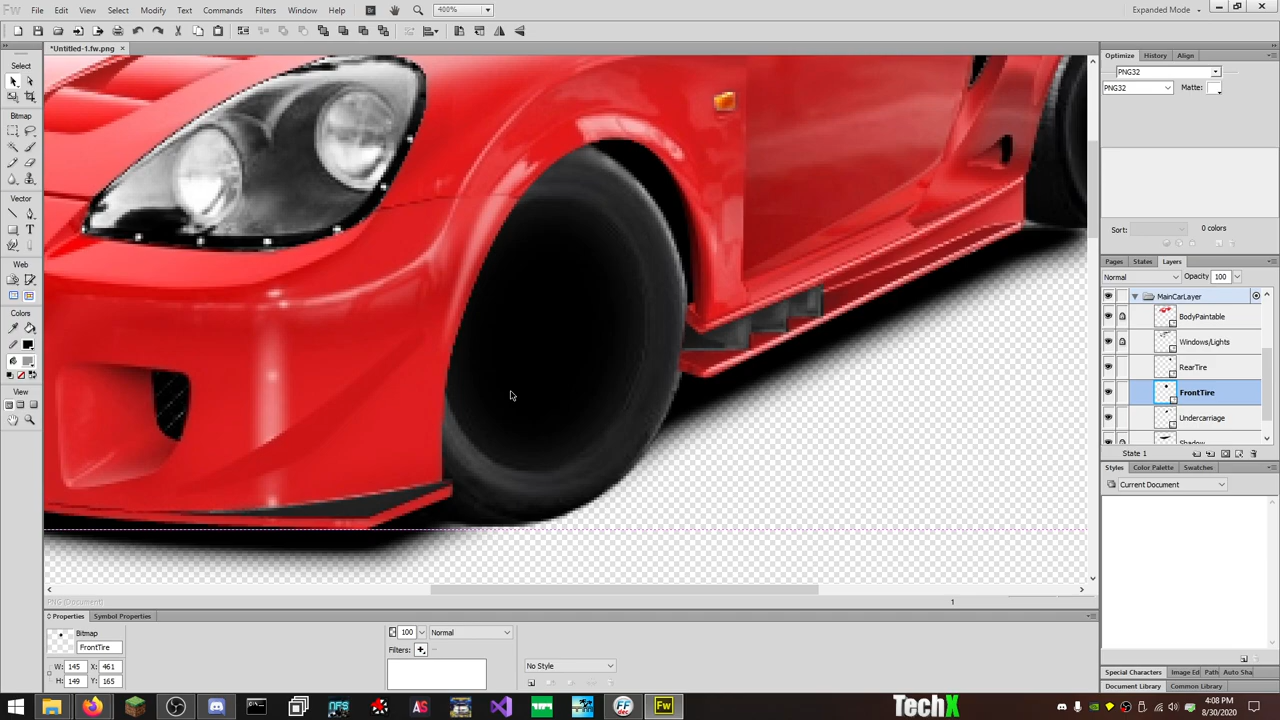 Fw File Edit View Select Modify Text Commands Filters Window Help Br 400% Expanded Mode
*Untitled-1.fw.png
Select
Bitmap
Vector
Web
Colors
View
PNG (Document) 1
Properties Symbol Properties
Bitmap
FrontTire
W: 145 X: 461
H: 149 Y: 165
100 Normal
Filters:
No Style
Optimize History Align
PNG32
PNG32 Matte:
Sort: 0 colors
Pages States Layers
Normal Opacity 100
MainCarLayer
BodyPaintable
Windows/Lights
RearTire
FrontTire
Undercarriage
Shadow
State 1
Styles Color Palette Swatches
Current Document
Special Characters Image Ed Path Auto Sha
Document Library Common Library
TechX
4:08 PM
8/30/2020